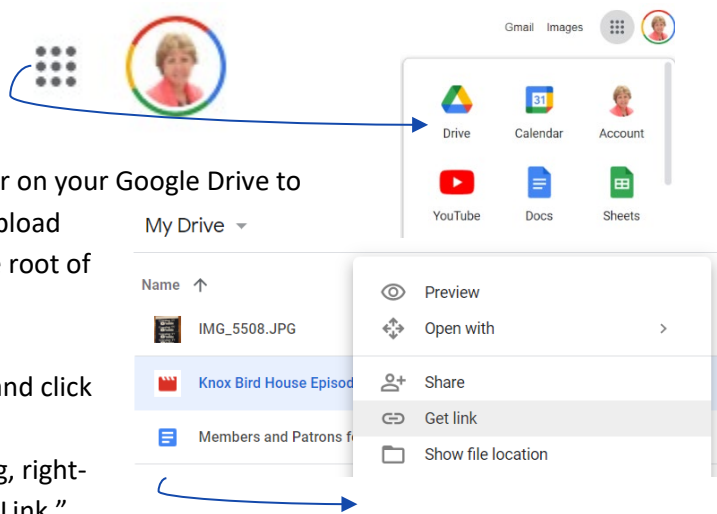 Gmail Images
31
Drive Calendar Account
YouTube Docs Sheets
r on your Google Drive to
pload
root of
My Drive
Name
IMG_5508.JPG
Knox Bird House Episod
Members and Patrons f
Preview
Open with
Share
Get link
Show file location
and click
g, right-
Link."